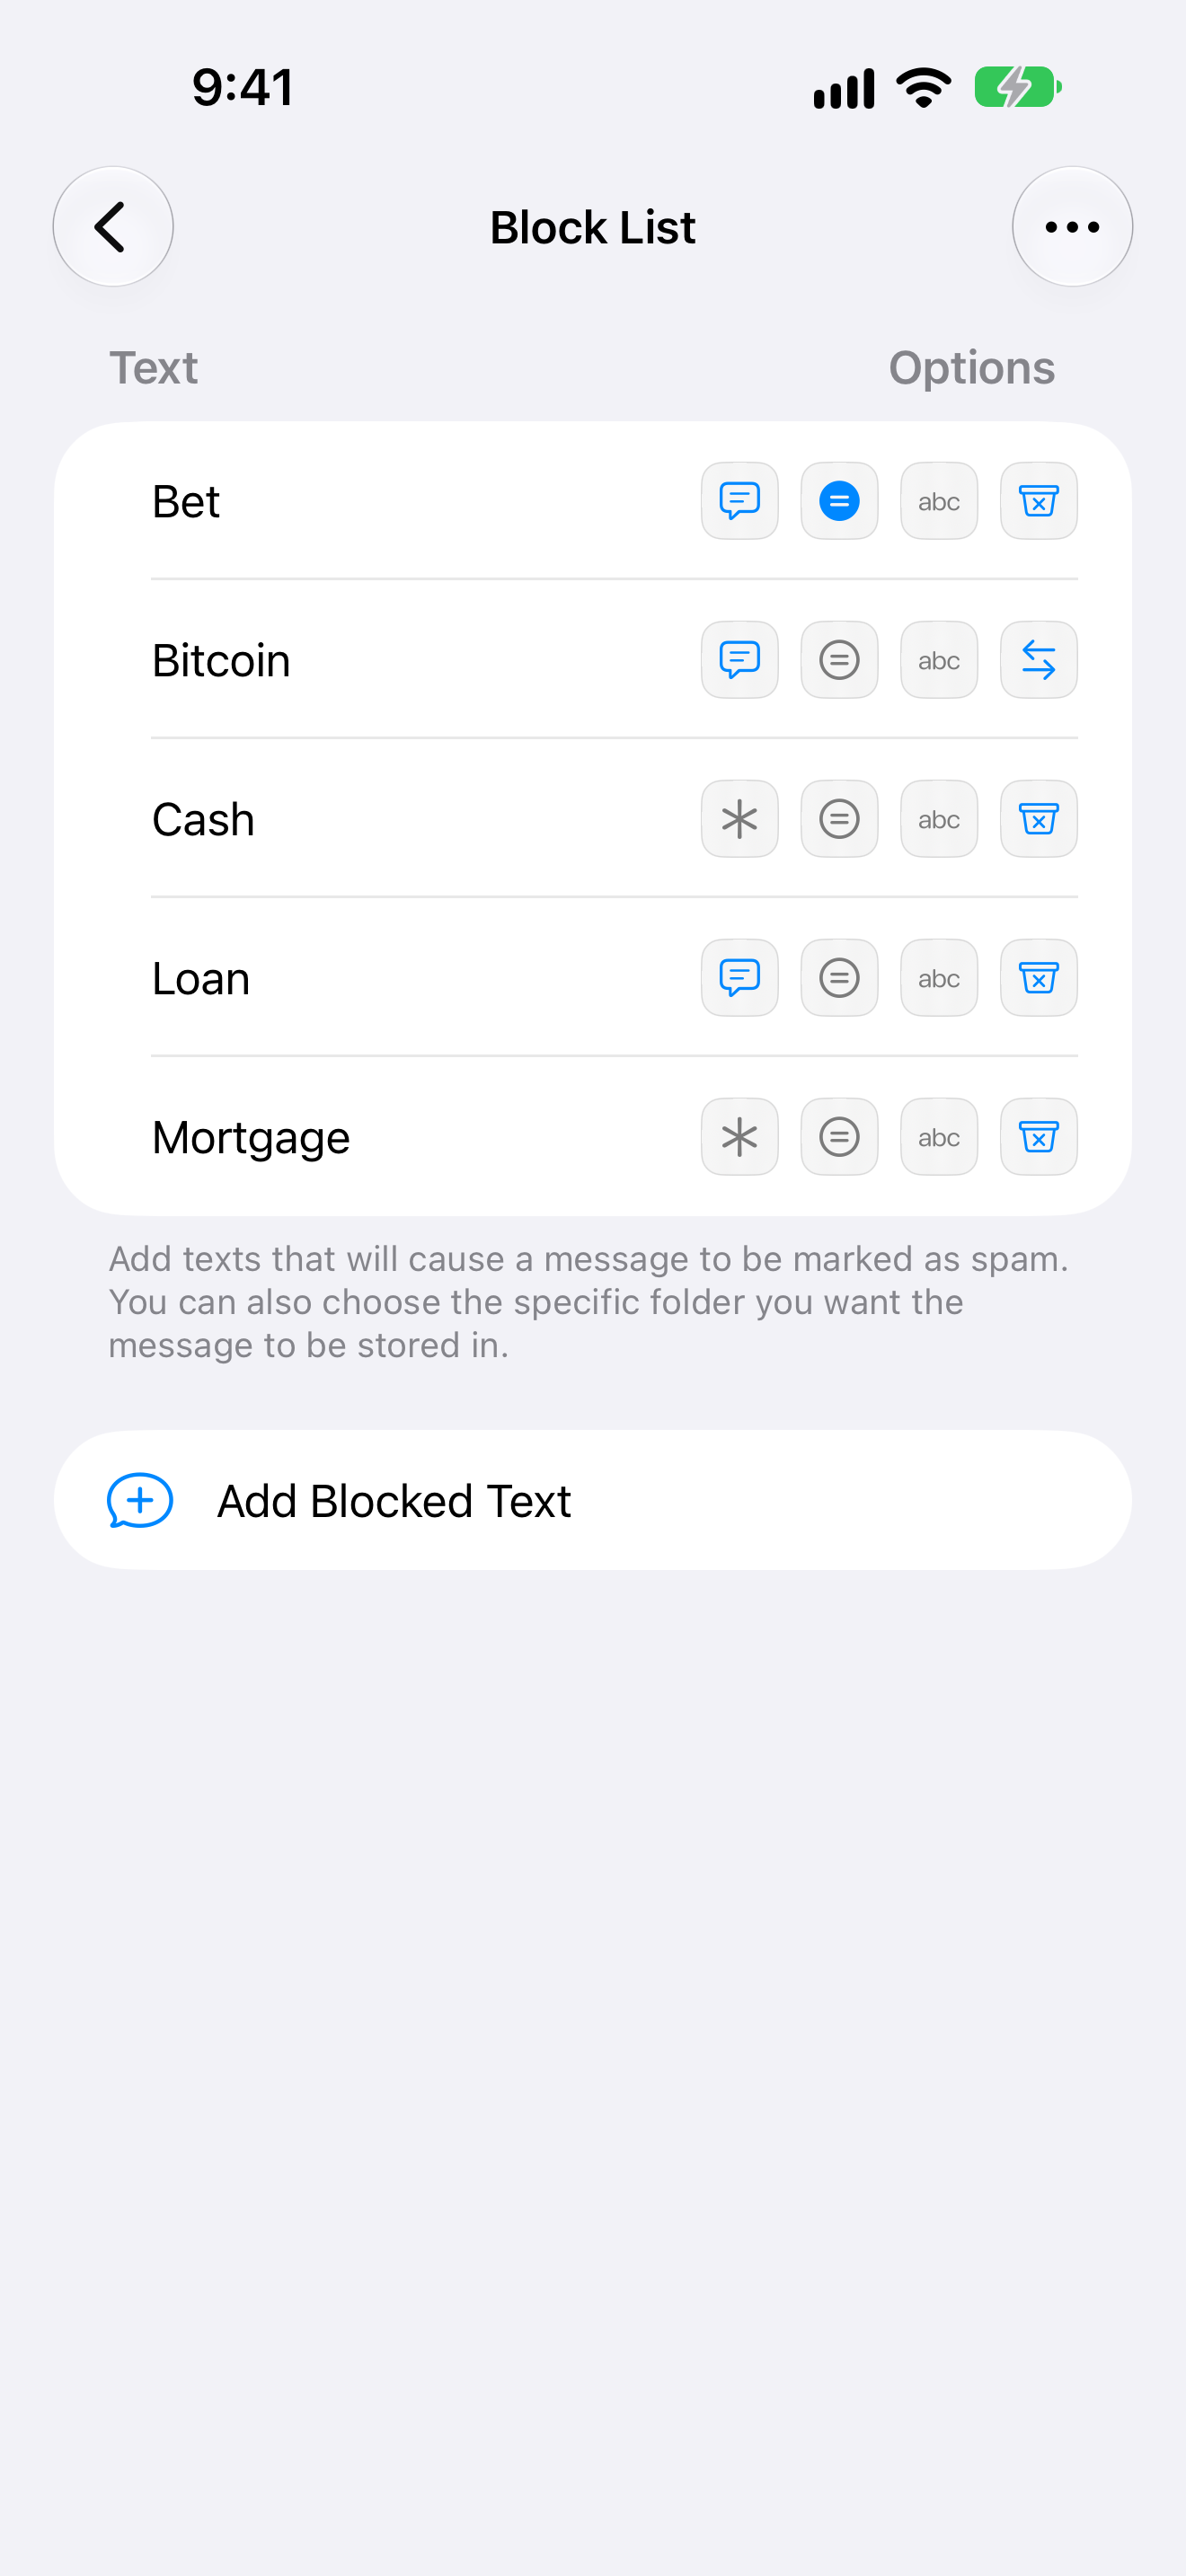 9:41
Block List
Text Options
Bet abc
Bitcoin abc
Cash abc
Loan abc
Mortgage abc
Add texts that will cause a message to be marked as spam.
You can also choose the specific folder you want the
message to be stored in.
Add Blocked Text